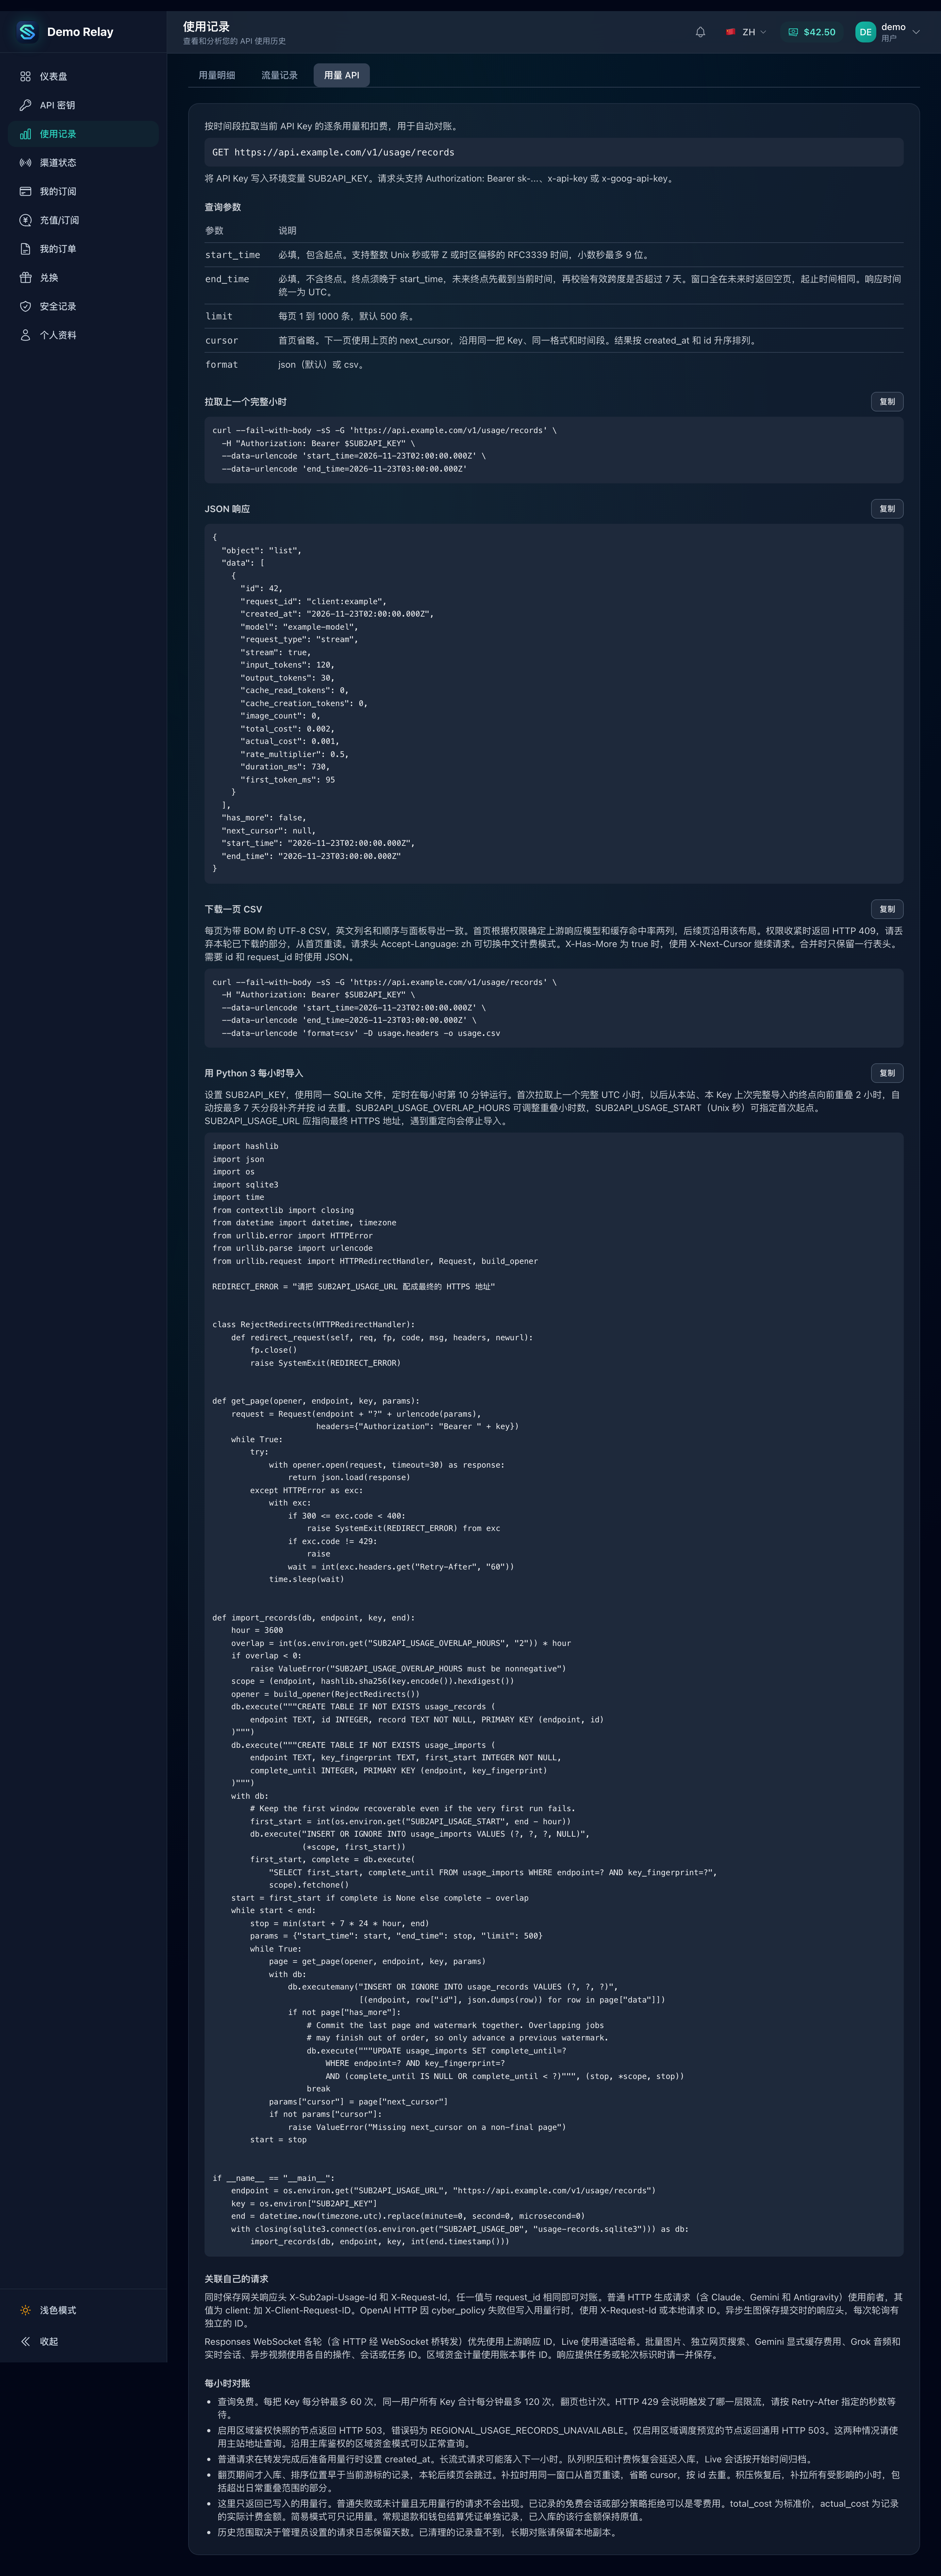 Demo Relay
使用记录
查看和分析您的 API 使用历史
ZH
$42.50
DE
demo
用户
仪表盘
API 密钥
使用记录
渠道状态
我的订阅
充值/订阅
我的订单
兑换
安全记录
个人资料
用量明细
流量记录
用量 API
按时间段拉取当前 API Key 的逐条用量和扣费，用于自动对账。
GET https://api.example.com/v1/usage/records
将 API Key 写入环境变量 SUB2API_KEY。请求头支持 Authorization: Bearer sk-...、x-api-key 或 x-goog-api-key。
查询参数
参数 说明
start_time 必填，包含起点。支持整数 Unix 秒或带 Z 或时区偏移的 RFC3339 时间，小数秒最多 9 位。
end_time 必填，不含终点。终点须晚于 start_time，未来终点先截到当前时间，再校验有效跨度是否超过 7 天。窗口全在未来时返回空页，起止时间相同。响应时间
统一为 UTC。
limit 每页 1 到 1000 条，默认 500 条。
cursor 首页省略。下一页使用上页的 next_cursor，沿用同一把 Key、同一格式和时间段。结果按 created_at 和 id 升序排列。
format json（默认）或 csv。
拉取上一个完整小时
复制
curl --fail-with-body -sS -G 'https://api.example.com/v1/usage/records' \
  -H "Authorization: Bearer $SUB2API_KEY" \
  --data-urlencode 'start_time=2026-11-23T02:00:00.000Z' \
  --data-urlencode 'end_time=2026-11-23T03:00:00.000Z'
JSON 响应
复制
{
  "object": "list",
  "data": [
    {
      "id": 42,
      "request_id": "client:example",
      "created_at": "2026-11-23T02:00:00.000Z",
      "model": "example-model",
      "request_type": "stream",
      "stream": true,
      "input_tokens": 120,
      "output_tokens": 30,
      "cache_read_tokens": 0,
      "cache_creation_tokens": 0,
      "image_count": 0,
      "total_cost": 0.002,
      "actual_cost": 0.001,
      "rate_multiplier": 0.5,
      "duration_ms": 730,
      "first_token_ms": 95
    }
  ],
  "has_more": false,
  "next_cursor": null,
  "start_time": "2026-11-23T02:00:00.000Z",
  "end_time": "2026-11-23T03:00:00.000Z"
}
下载一页 CSV
复制
每页为带 BOM 的 UTF-8 CSV，英文列名和顺序与面板导出一致。首页根据权限确定上游响应模型和缓存命中率两列，后续页沿用该布局。权限收紧时返回 HTTP 409，请丢
弃本轮已下载的部分，从首页重读。请求头 Accept-Language: zh 可切换中文计费模式。X-Has-More 为 true 时，使用 X-Next-Cursor 继续请求。合并时只保留一行表头。
需要 id 和 request_id 时使用 JSON。
curl --fail-with-body -sS -G 'https://api.example.com/v1/usage/records' \
  -H "Authorization: Bearer $SUB2API_KEY" \
  --data-urlencode 'start_time=2026-11-23T02:00:00.000Z' \
  --data-urlencode 'end_time=2026-11-23T03:00:00.000Z' \
  --data-urlencode 'format=csv' -D usage.headers -o usage.csv
用 Python 3 每小时导入
复制
设置 SUB2API_KEY，使用同一 SQLite 文件，定时在每小时第 10 分钟运行。首次拉取上一个完整 UTC 小时，以后从本站、本 Key 上次完整导入的终点向前重叠 2 小时，自
动按最多 7 天分段补齐并按 id 去重。SUB2API_USAGE_OVERLAP_HOURS 可调整重叠小时数，SUB2API_USAGE_START（Unix 秒）可指定首次起点。
SUB2API_USAGE_URL 应指向最终 HTTPS 地址，遇到重定向会停止导入。
import hashlib
import json
import os
import sqlite3
import time
from contextlib import closing
from datetime import datetime, timezone
from urllib.error import HTTPError
from urllib.parse import urlencode
from urllib.request import HTTPRedirectHandler, Request, build_opener
REDIRECT_ERROR = "请把 SUB2API_USAGE_URL 配成最终的 HTTPS 地址"
class RejectRedirects(HTTPRedirectHandler):
    def redirect_request(self, req, fp, code, msg, headers, newurl):
        fp.close()
        raise SystemExit(REDIRECT_ERROR)
def get_page(opener, endpoint, key, params):
    request = Request(endpoint + "?" + urlencode(params),
                      headers={"Authorization": "Bearer " + key})
    while True:
        try:
            with opener.open(request, timeout=30) as response:
                return json.load(response)
        except HTTPError as exc:
            with exc:
                if 300 <= exc.code < 400:
                    raise SystemExit(REDIRECT_ERROR) from exc
                if exc.code != 429:
                    raise
                wait = int(exc.headers.get("Retry-After", "60"))
            time.sleep(wait)
def import_records(db, endpoint, key, end):
    hour = 3600
    overlap = int(os.environ.get("SUB2API_USAGE_OVERLAP_HOURS", "2")) * hour
    if overlap < 0:
        raise ValueError("SUB2API_USAGE_OVERLAP_HOURS must be nonnegative")
    scope = (endpoint, hashlib.sha256(key.encode()).hexdigest())
    opener = build_opener(RejectRedirects())
    db.execute("""CREATE TABLE IF NOT EXISTS usage_records (
        endpoint TEXT, id INTEGER, record TEXT NOT NULL, PRIMARY KEY (endpoint, id)
    )""")
    db.execute("""CREATE TABLE IF NOT EXISTS usage_imports (
        endpoint TEXT, key_fingerprint TEXT, first_start INTEGER NOT NULL,
        complete_until INTEGER, PRIMARY KEY (endpoint, key_fingerprint)
    )""")
    with db:
        # Keep the first window recoverable even if the very first run fails.
        first_start = int(os.environ.get("SUB2API_USAGE_START", end - hour))
        db.execute("INSERT OR IGNORE INTO usage_imports VALUES (?, ?, ?, NULL)",
                   (*scope, first_start))
        first_start, complete = db.execute(
            "SELECT first_start, complete_until FROM usage_imports WHERE endpoint=? AND key_fingerprint=?",
            scope).fetchone()
    start = first_start if complete is None else complete - overlap
    while start < end:
        stop = min(start + 7 * 24 * hour, end)
        params = {"start_time": start, "end_time": stop, "limit": 500}
        while True:
            page = get_page(opener, endpoint, key, params)
            with db:
                db.executemany("INSERT OR IGNORE INTO usage_records VALUES (?, ?, ?)",
                               [(endpoint, row["id"], json.dumps(row)) for row in page["data"]])
                if not page["has_more"]:
                    # Commit the last page and watermark together. Overlapping jobs
                    # may finish out of order, so only advance a previous watermark.
                    db.execute("""UPDATE usage_imports SET complete_until=?
                        WHERE endpoint=? AND key_fingerprint=?
                        AND (complete_until IS NULL OR complete_until < ?)""", (stop, *scope, stop))
                    break
            params["cursor"] = page["next_cursor"]
            if not params["cursor"]:
                raise ValueError("Missing next_cursor on a non-final page")
        start = stop
if __name__ == "__main__":
    endpoint = os.environ.get("SUB2API_USAGE_URL", "https://api.example.com/v1/usage/records")
    key = os.environ["SUB2API_KEY"]
    end = datetime.now(timezone.utc).replace(minute=0, second=0, microsecond=0)
    with closing(sqlite3.connect(os.environ.get("SUB2API_USAGE_DB", "usage-records.sqlite3"))) as db:
        import_records(db, endpoint, key, int(end.timestamp()))
关联自己的请求
同时保存网关响应头 X-Sub2api-Usage-Id 和 X-Request-Id，任一值与 request_id 相同即可对账。普通 HTTP 生成请求（含 Claude、Gemini 和 Antigravity）使用前者，其
值为 client: 加 X-Client-Request-ID。OpenAI HTTP 因 cyber_policy 失败但写入用量行时，使用 X-Request-Id 或本地请求 ID。异步生图保存提交时的响应头，每次轮询有
独立的 ID。
Responses WebSocket 各轮（含 HTTP 经 WebSocket 桥转发）优先使用上游响应 ID，Live 使用通话哈希。批量图片、独立网页搜索、Gemini 显式缓存费用、Grok 音频和
实时会话、异步视频使用各自的操作、会话或任务 ID。区域资金计量使用账本事件 ID。响应提供任务或轮次标识时请一并保存。
每小时对账
• 查询免费。每把 Key 每分钟最多 60 次，同一用户所有 Key 合计每分钟最多 120 次，翻页也计次。HTTP 429 会说明触发了哪一层限流，请按 Retry-After 指定的秒数等
待。
• 启用区域鉴权快照的节点返回 HTTP 503，错误码为 REGIONAL_USAGE_RECORDS_UNAVAILABLE。仅启用区域调度预览的节点返回通用 HTTP 503。这两种情况请使
用主站地址查询。沿用主库鉴权的区域资金模式可以正常查询。
• 普通请求在转发完成后准备用量行时设置 created_at。长流式请求可能落入下一小时。队列积压和计费恢复会延迟入库，Live 会话按开始时间归档。
• 翻页期间才入库、排序位置早于当前游标的记录，本轮后续页会跳过。补拉时用同一窗口从首页重读，省略 cursor，按 id 去重。积压恢复后，补拉所有受影响的小时，包
括超出日常重叠范围的部分。
• 这里只返回已写入的用量行。普通失败或未计量且无用量行的请求不会出现。已记录的免费会话或部分策略拒绝可以是零费用。total_cost 为标准价，actual_cost 为记录
的实际计费金额。简易模式可只记用量。常规退款和钱包结算凭证单独记录，已入库的该行金额保持原值。
• 历史范围取决于管理员设置的请求日志保留天数。已清理的记录查不到，长期对账请保留本地副本。
浅色模式
收起